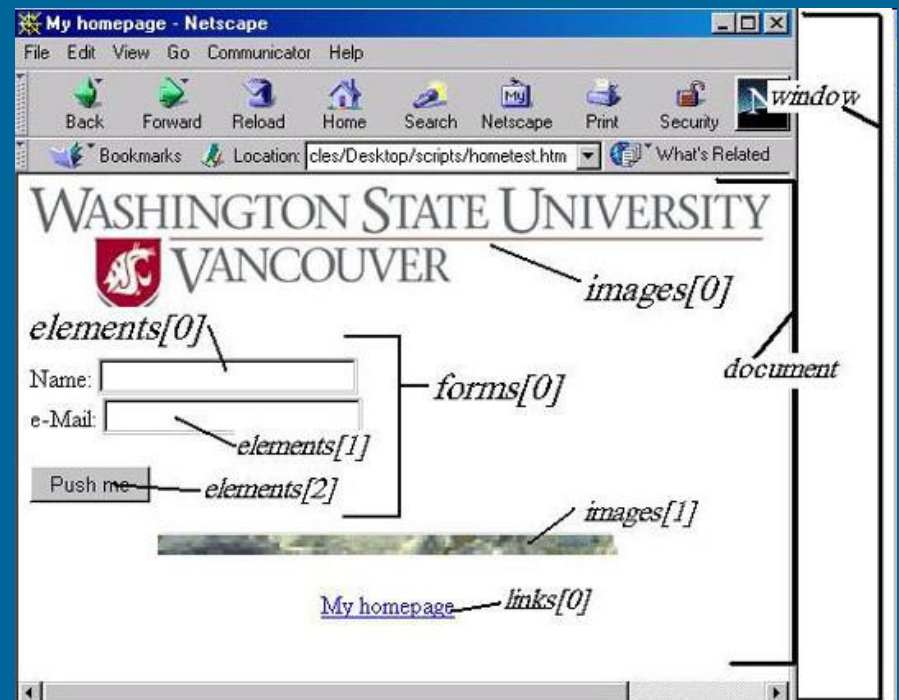 My homepage - Netscape
File Edit View Go Communicator Help
Back Forward Reload Home Search Netscape Print Security
My
N
window
Bookmarks Location: cles/Desktop/scripts/hometest.htm What's Related
WASHINGTON STATE UNIVERSITY
VANCOUVER
images[0]
elements[0]
document
Name:
forms[0]
e-Mail:
elements[1]
Push me
elements[2]
images[1]
My homepage
links[0]